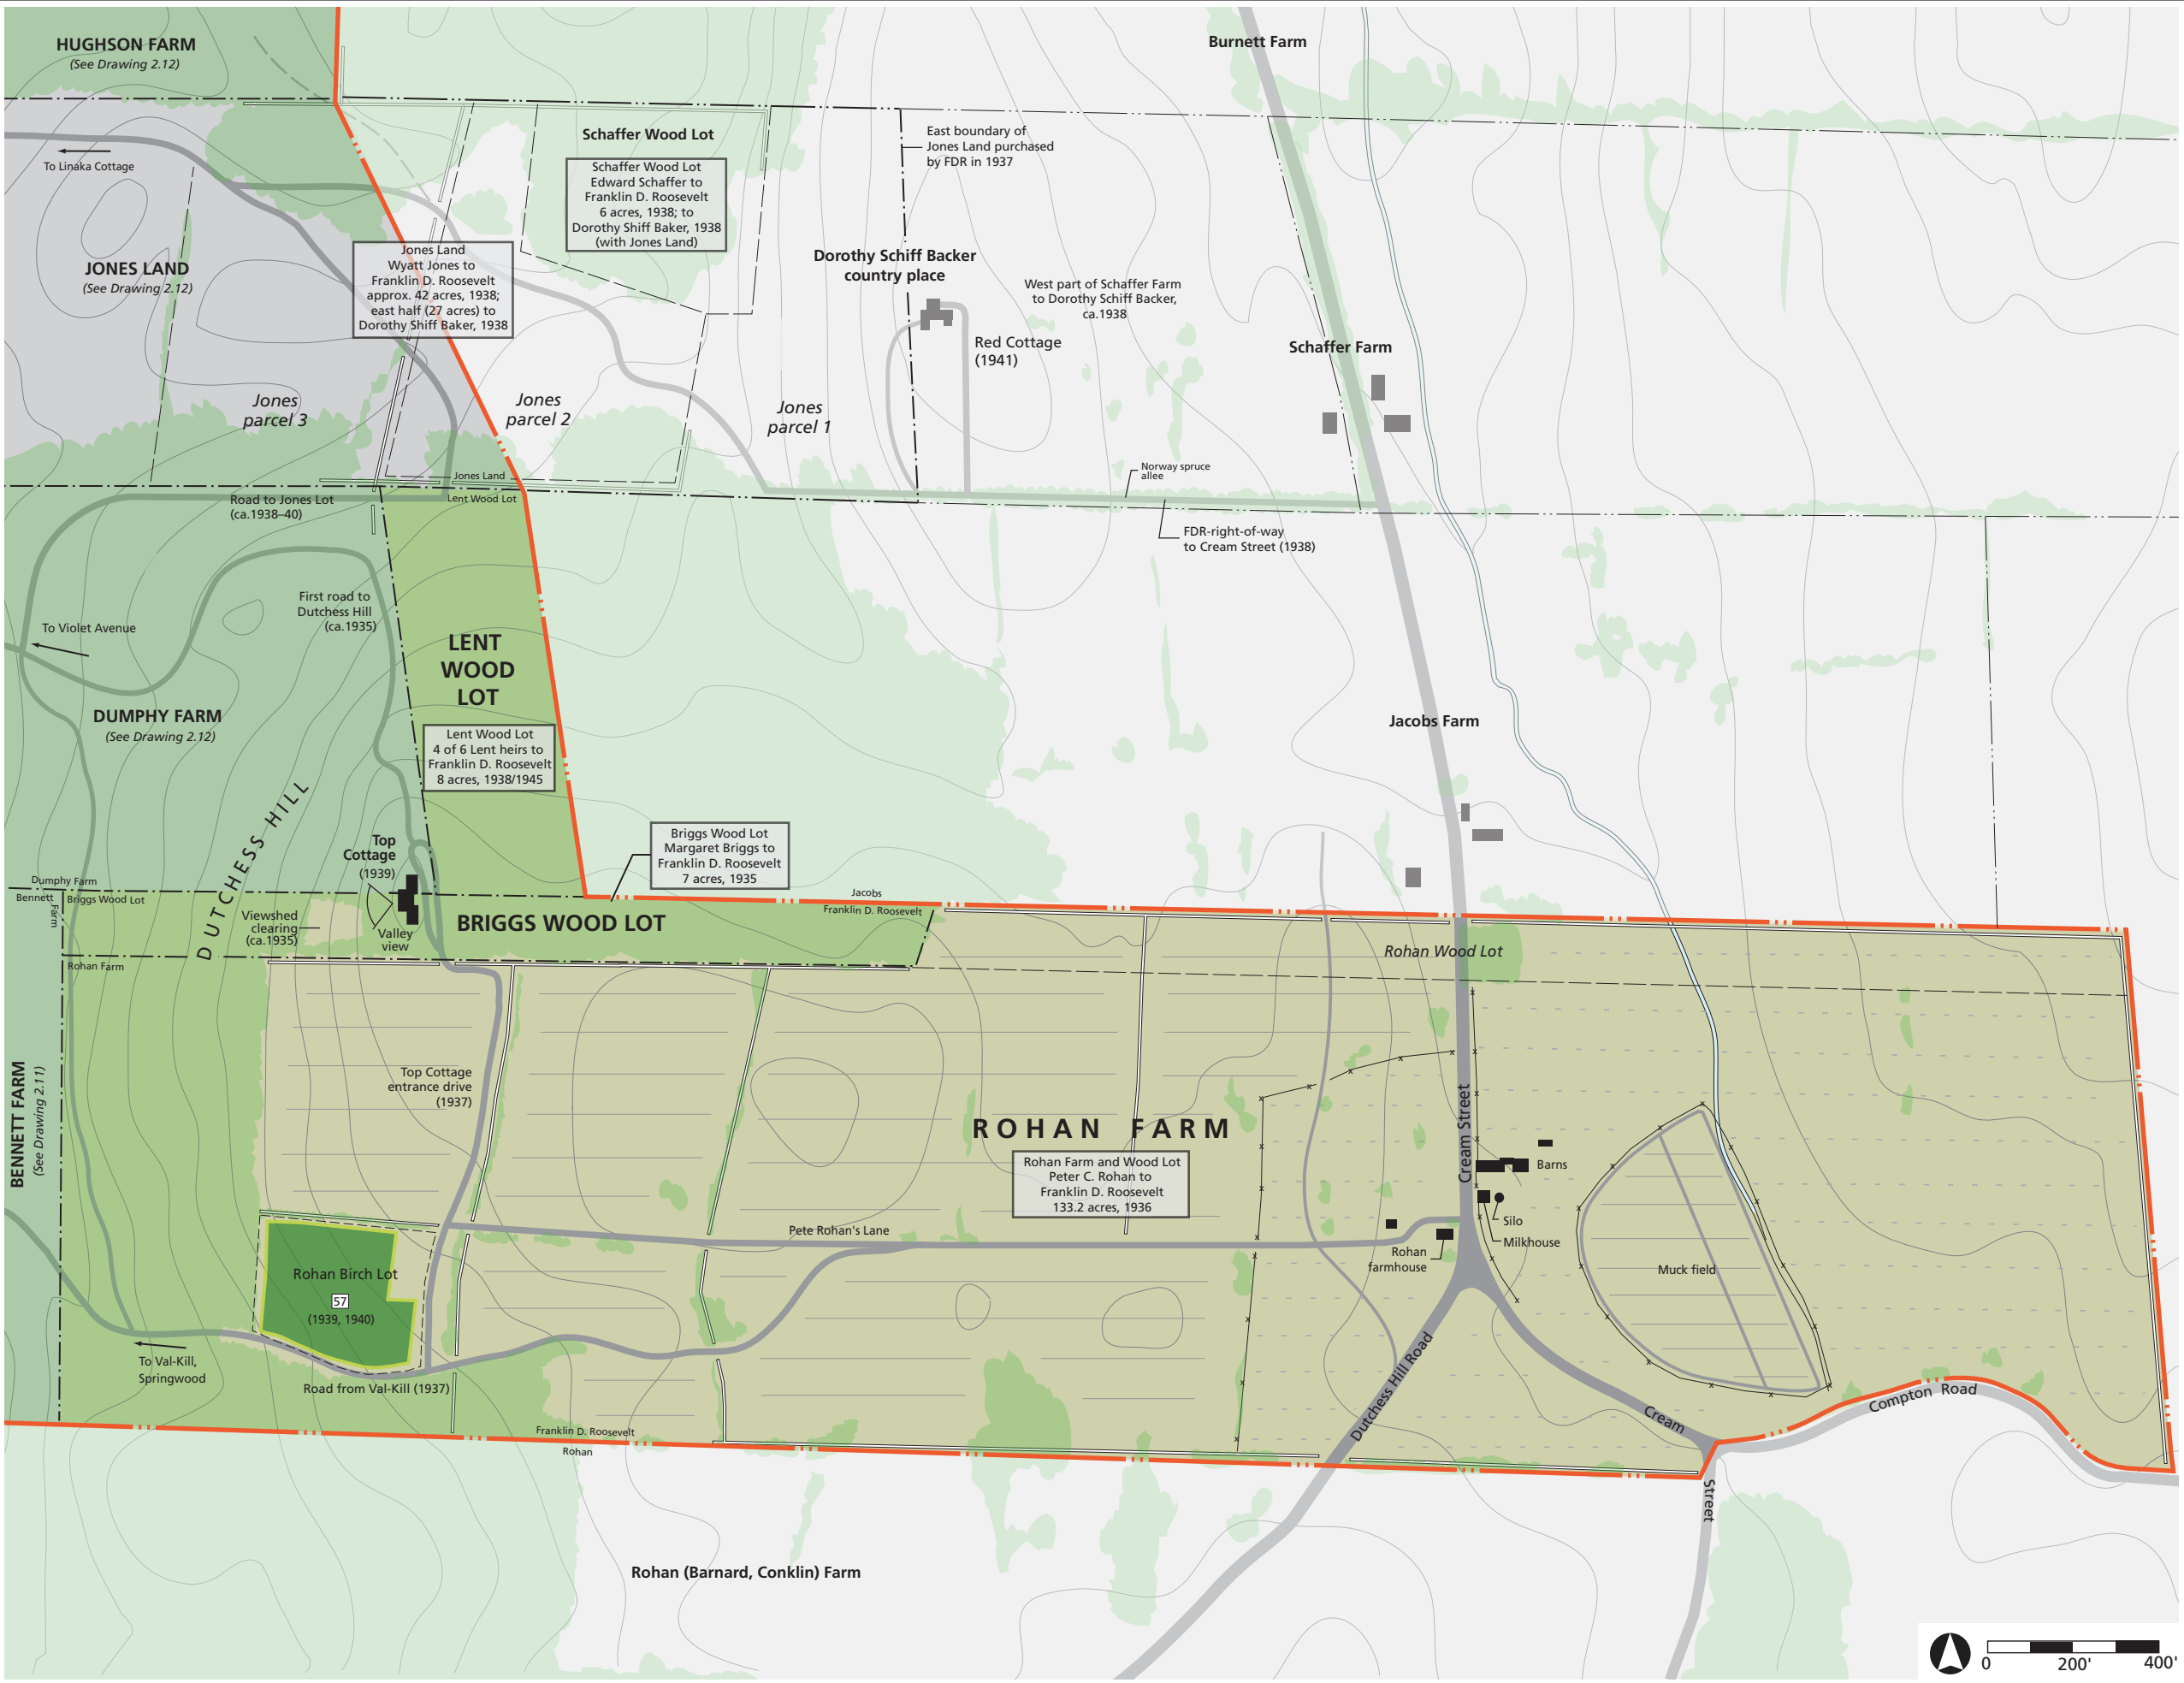 HUGHSON FARM
(See Drawing 2.12)
Burnett Farm
To Linaka Cottage
Schaffer Wood Lot
Schaffer Wood Lot
Edward Schaffer to
Franklin D. Roosevelt
6 acres, 1938; to
Dorothy Shiff Baker, 1938
(with Jones Land)
East boundary of
Jones Land purchased
by FDR in 1937
JONES LAND
(See Drawing 2.12)
Jones Land
Wyatt Jones to
Franklin D. Roosevelt
approx. 42 acres, 1938;
east half (27 acres) to
Dorothy Shiff Baker, 1938
Dorothy Schiff Backer
country place
West part of Schaffer Farm
to Dorothy Schiff Backer,
ca.1938
Red Cottage
(1941)
Schaffer Farm
Jones
parcel 3
Jones
parcel 2
Jones
parcel 1
Jones Land
Lent Wood Lot
Norway spruce
allee
Road to Jones Lot
(ca.1938–40)
FDR-right-of-way
to Cream Street (1938)
First road to
Dutchess Hill
(ca.1935)
To Violet Avenue
LENT
WOOD
LOT
DUMPHY FARM
(See Drawing 2.12)
Jacobs Farm
Lent Wood Lot
4 of 6 Lent heirs to
Franklin D. Roosevelt
8 acres, 1938/1945
DUTCHESS HILL
Top
Cottage
(1939)
Briggs Wood Lot
Margaret Briggs to
Franklin D. Roosevelt
7 acres, 1935
Dumphy Farm
Bennett
Farm
Briggs Wood Lot
Jacobs
Franklin D. Roosevelt
Viewshed
clearing
(ca.1935)
Valley
view
BRIGGS WOOD LOT
Rohan Wood Lot
Rohan Farm
BENNETT FARM
(See Drawing 2.11)
Top Cottage
entrance drive
(1937)
ROHAN FARM
Rohan Farm and Wood Lot
Peter C. Rohan to
Franklin D. Roosevelt
133.2 acres, 1936
Cream Street
Barns
Silo
Milkhouse
Pete Rohan's Lane
Rohan
farmhouse
Muck field
Rohan Birch Lot
57
(1939, 1940)
To Val-Kill,
Springwood
Road from Val-Kill (1937)
Dutchess Hill Road
Cream
Street
Compton Road
Franklin D. Roosevelt
Rohan
Rohan (Barnard, Conklin) Farm
0 200' 400'